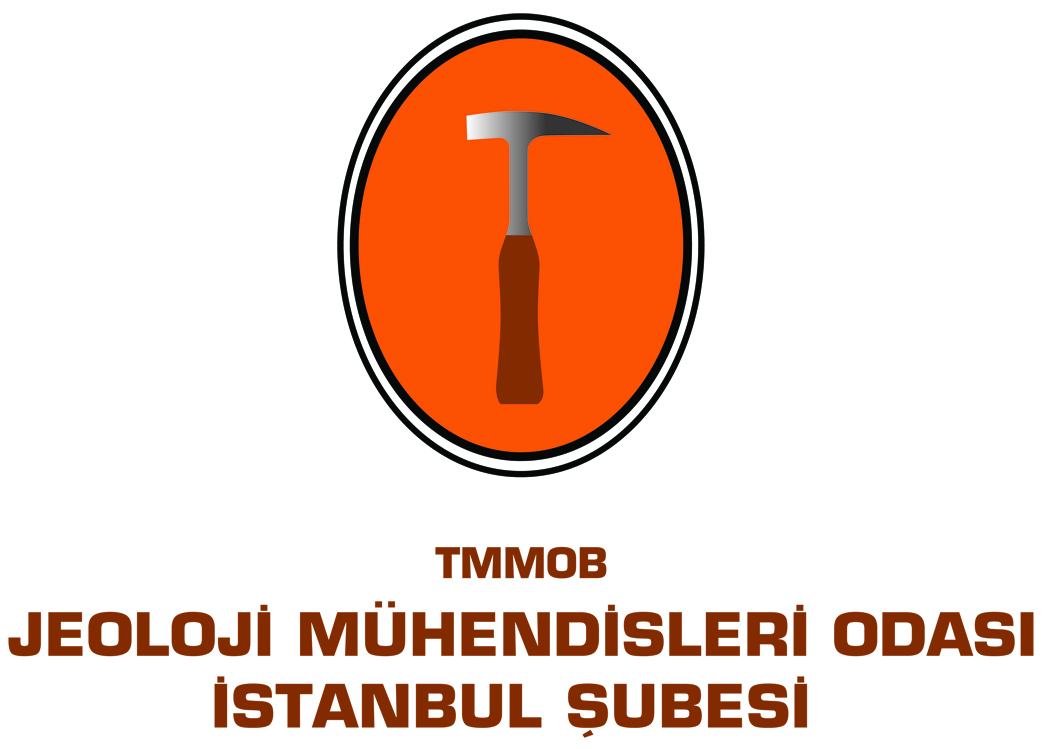 TMMOB
JEOLOJİ MÜHENDİSLERİ ODASI
İSTANBUL ŞUBESİ